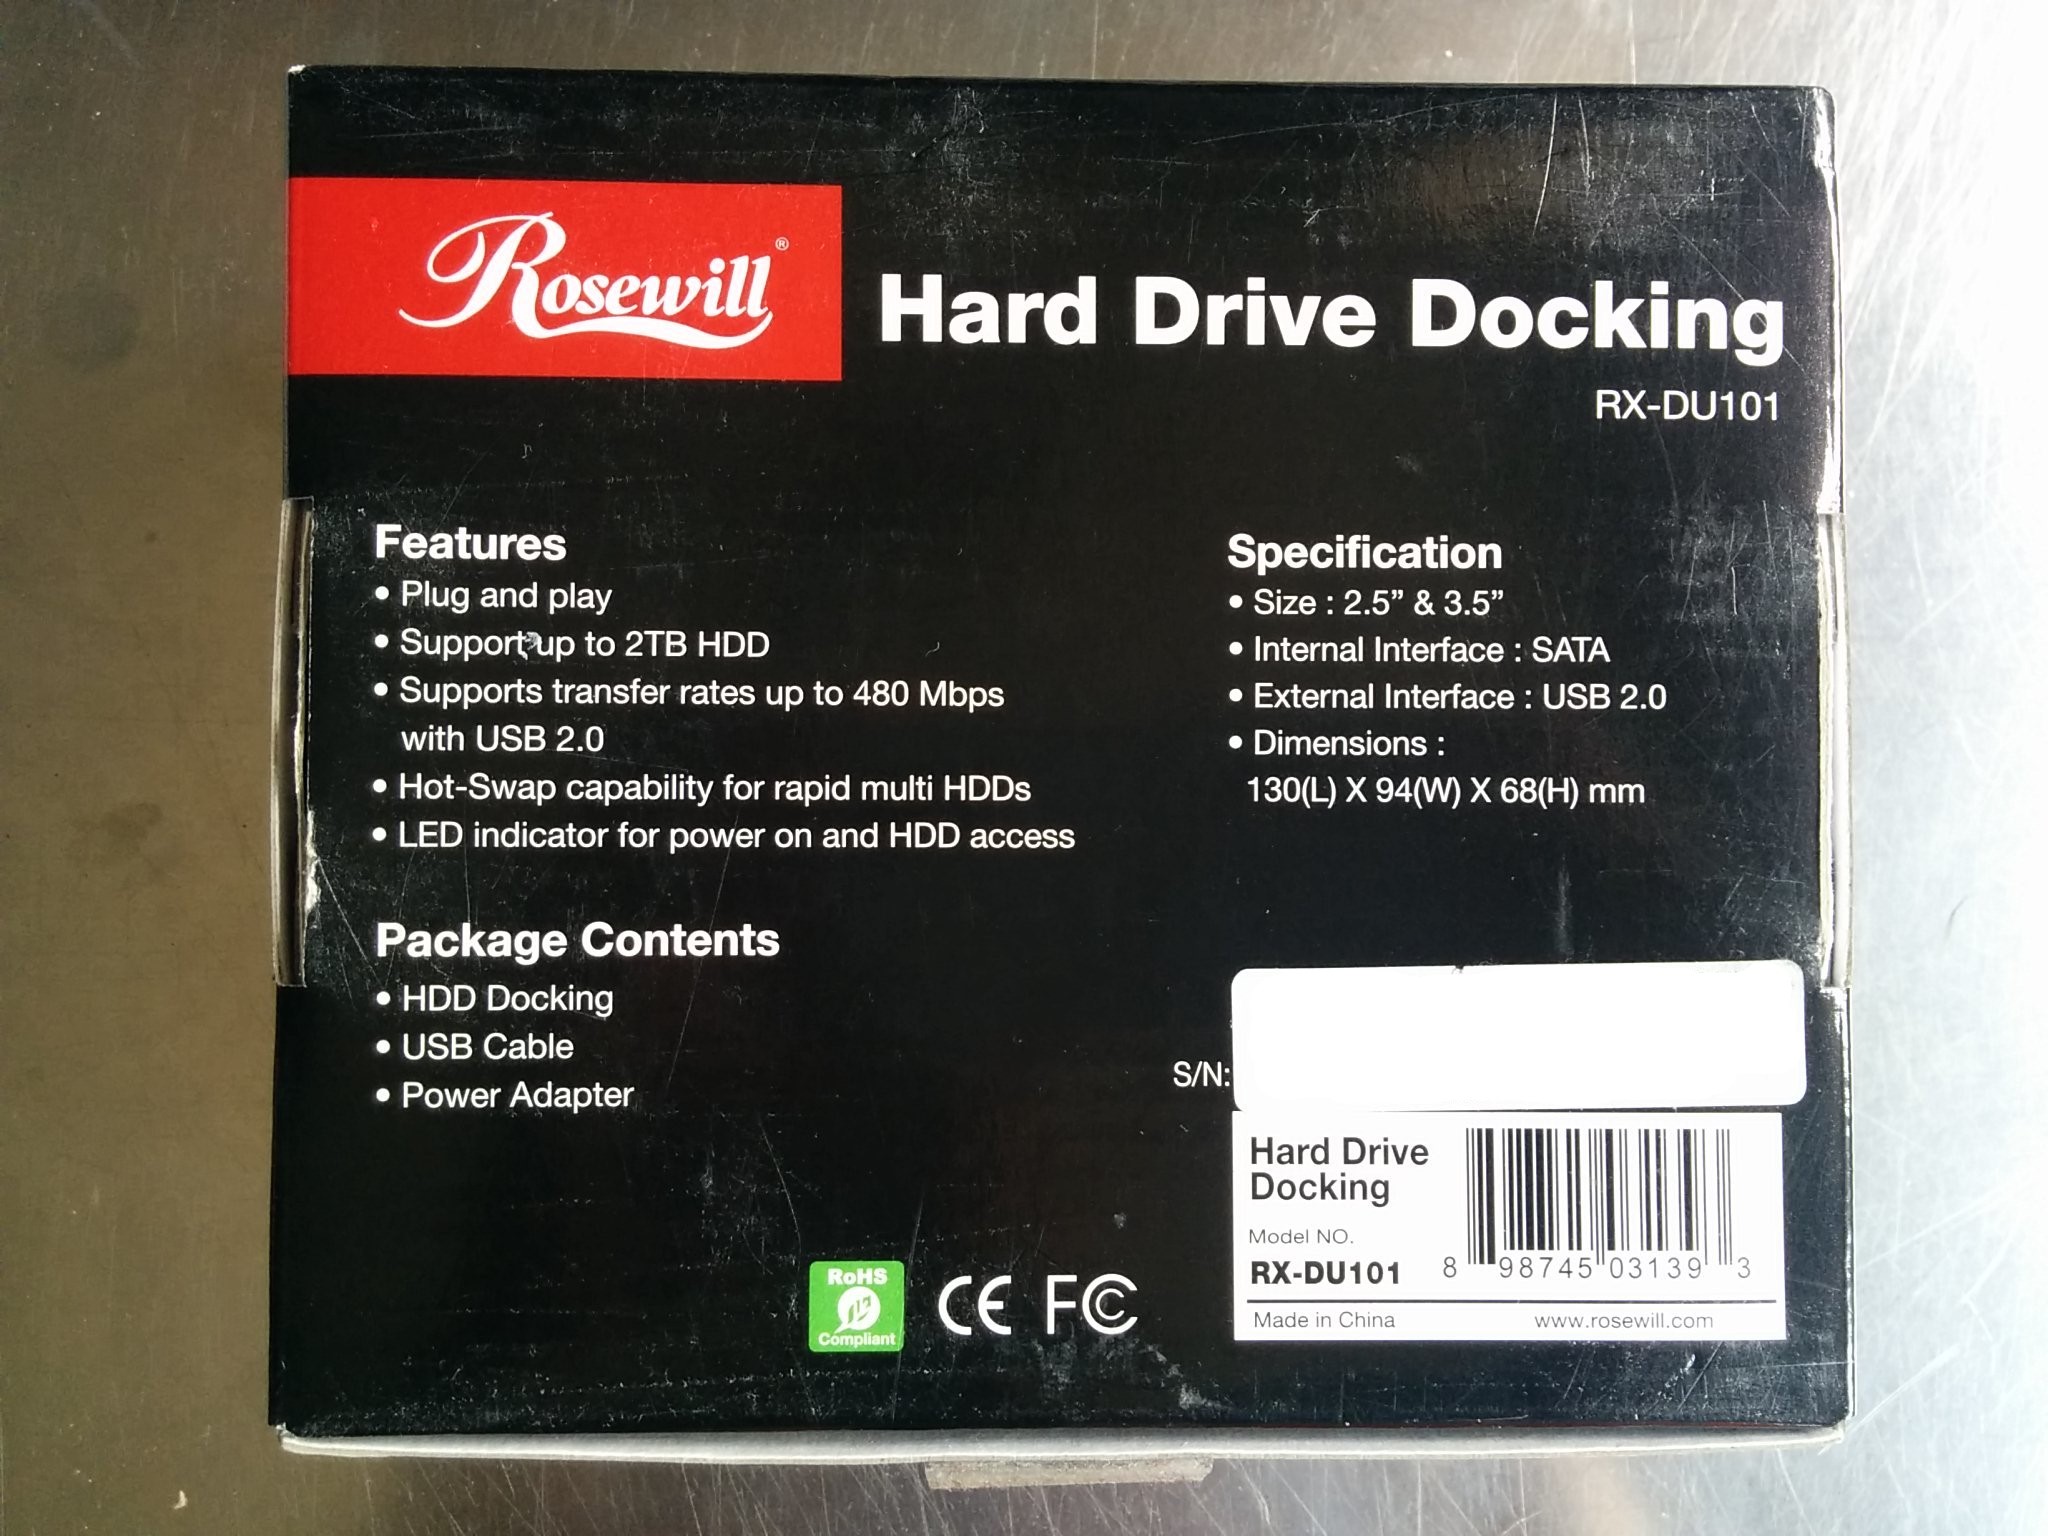 Rosewill®
Hard Drive Docking
RX-DU101
Features
• Plug and play
• Support up to 2TB HDD
• Supports transfer rates up to 480 Mbps
with USB 2.0
• Hot-Swap capability for rapid multi HDDs
• LED indicator for power on and HDD access
Specification
• Size : 2.5” & 3.5”
• Internal Interface : SATA
• External Interface : USB 2.0
• Dimensions :
130(L) X 94(W) X 68(H) mm
Package Contents
• HDD Docking
• USB Cable
• Power Adapter
S/N:
Hard Drive
Docking
Model NO.
RX-DU101
8 98745 03139 3
Made in China www.rosewill.com
RoHS
Compliant
CE FC